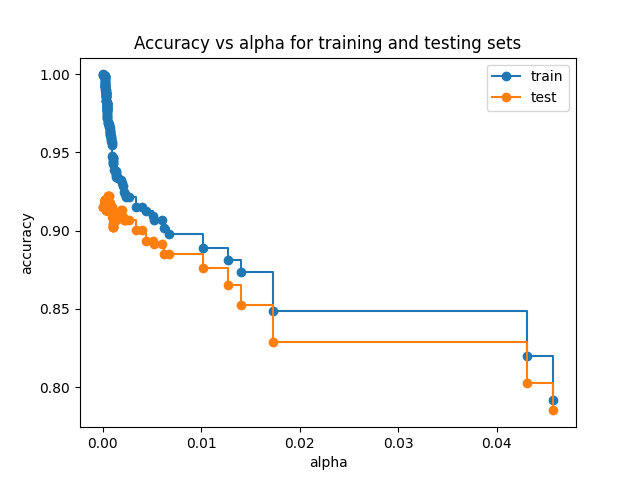 Accuracy vs alpha for training and testing sets
train
test
1.00
0.95
0.90
0.85
0.80
accuracy
0.00
0.01
0.02
0.03
0.04
alpha